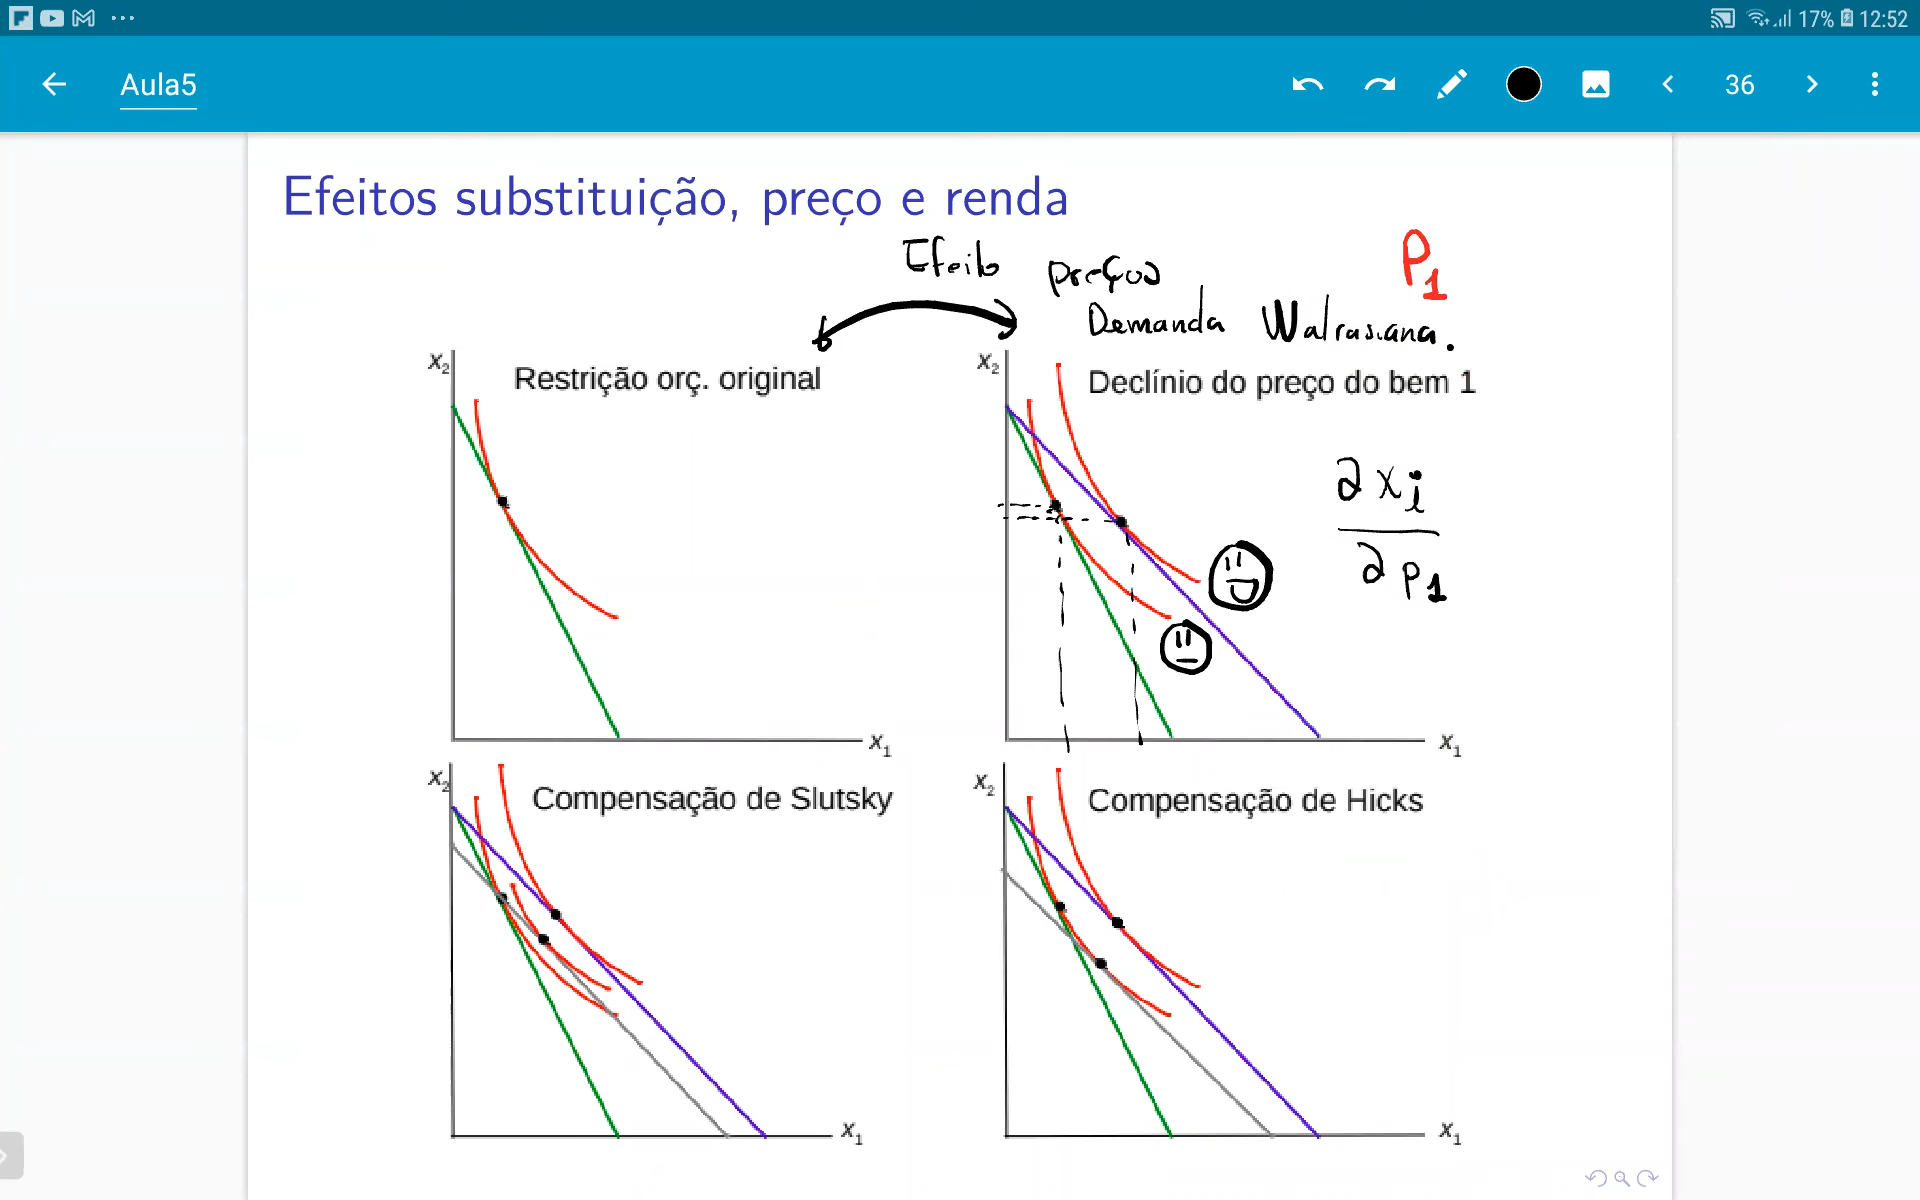 17% 12:52
Aula5
36
Efeitos substituição, preço e renda
Efeito preços
P1
Demanda Walrasiana.
x2
Restrição orç. original
x1
x2
Declínio do preço do bem 1
∂xi
∂p1
x1
x2
Compensação de Slutsky
x1
x2
Compensação de Hicks
x1